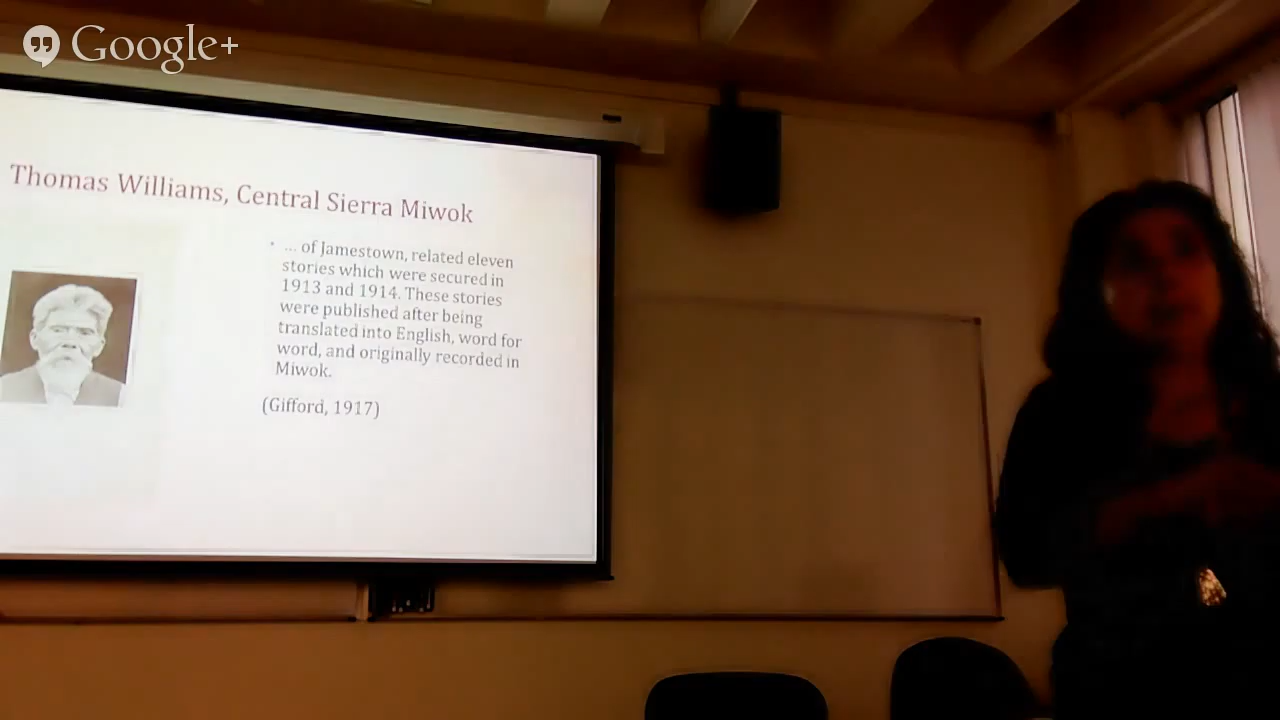 Google+
Thomas Williams, Central Sierra Miwok
... of Jamestown, related eleven
stories which were secured in
1913 and 1914. These stories
were published after being
translated into English, word for
word, and originally recorded in
Miwok.
(Gifford, 1917)